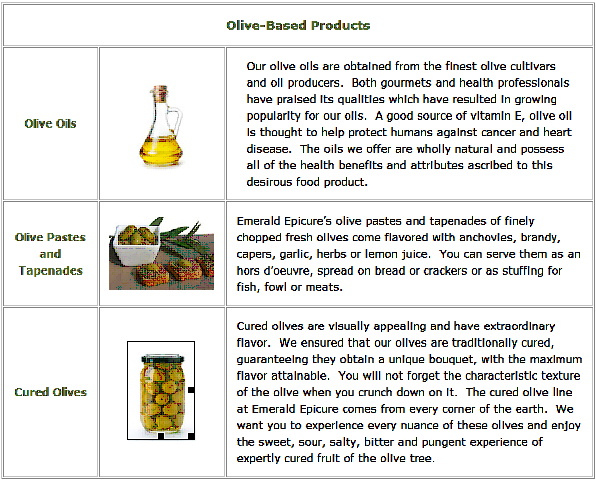 Olive-Based Products
Olive Oils
Our olive oils are obtained from the finest olive cultivars
and oil producers.  Both gourmets and health professionals
have praised its qualities which have resulted in growing
popularity for our oils.  A good source of vitamin E, olive oil
is thought to help protect humans against cancer and heart
disease.  The oils we offer are wholly natural and possess
all of the health benefits and attributes ascribed to this
desirous food product.
Olive Pastes
and
Tapenades
Emerald Epicure’s olive pastes and tapenades of finely
chopped fresh olives come flavored with anchovies, brandy,
capers, garlic, herbs or lemon juice.  You can serve them as an
hors d’oeuvre, spread on bread or crackers or as stuffing for
fish, fowl or meats.
Cured Olives
Cured olives are visually appealing and have extraordinary
flavor.  We ensured that our olives are traditionally cured,
guaranteeing they obtain a unique bouquet, with the maximum
flavor attainable.  You will not forget the characteristic texture
of the olive when you crunch down on it.  The cured olive line
at Emerald Epicure comes from every corner of the earth.  We
want you to experience every nuance of these olives and enjoy
the sweet, sour, salty, bitter and pungent experience of
expertly cured fruit of the olive tree.